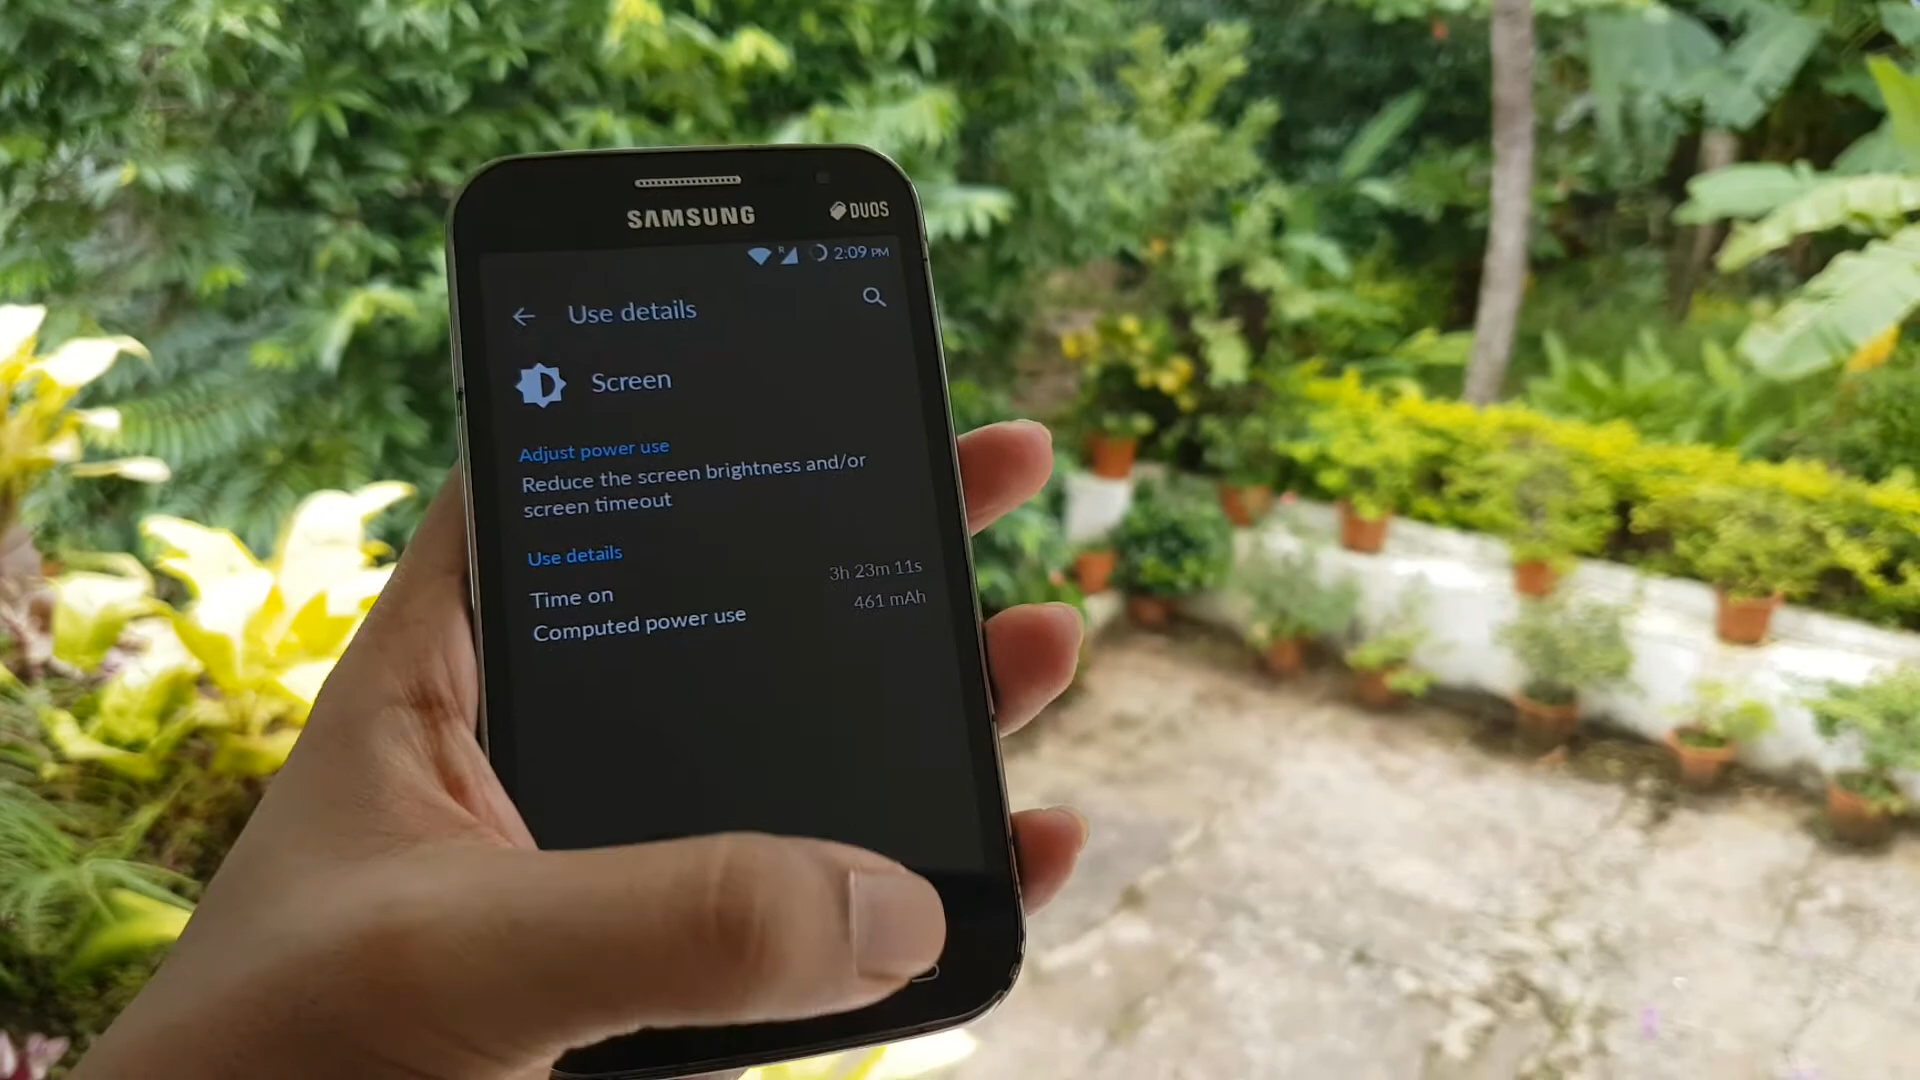 SAMSUNG
DUOS
R
2:09 PM
Use details
Screen
Adjust power use
Reduce the screen brightness and/or
screen timeout
Use details
Time on 3h 23m 11s
Computed power use 461 mAh